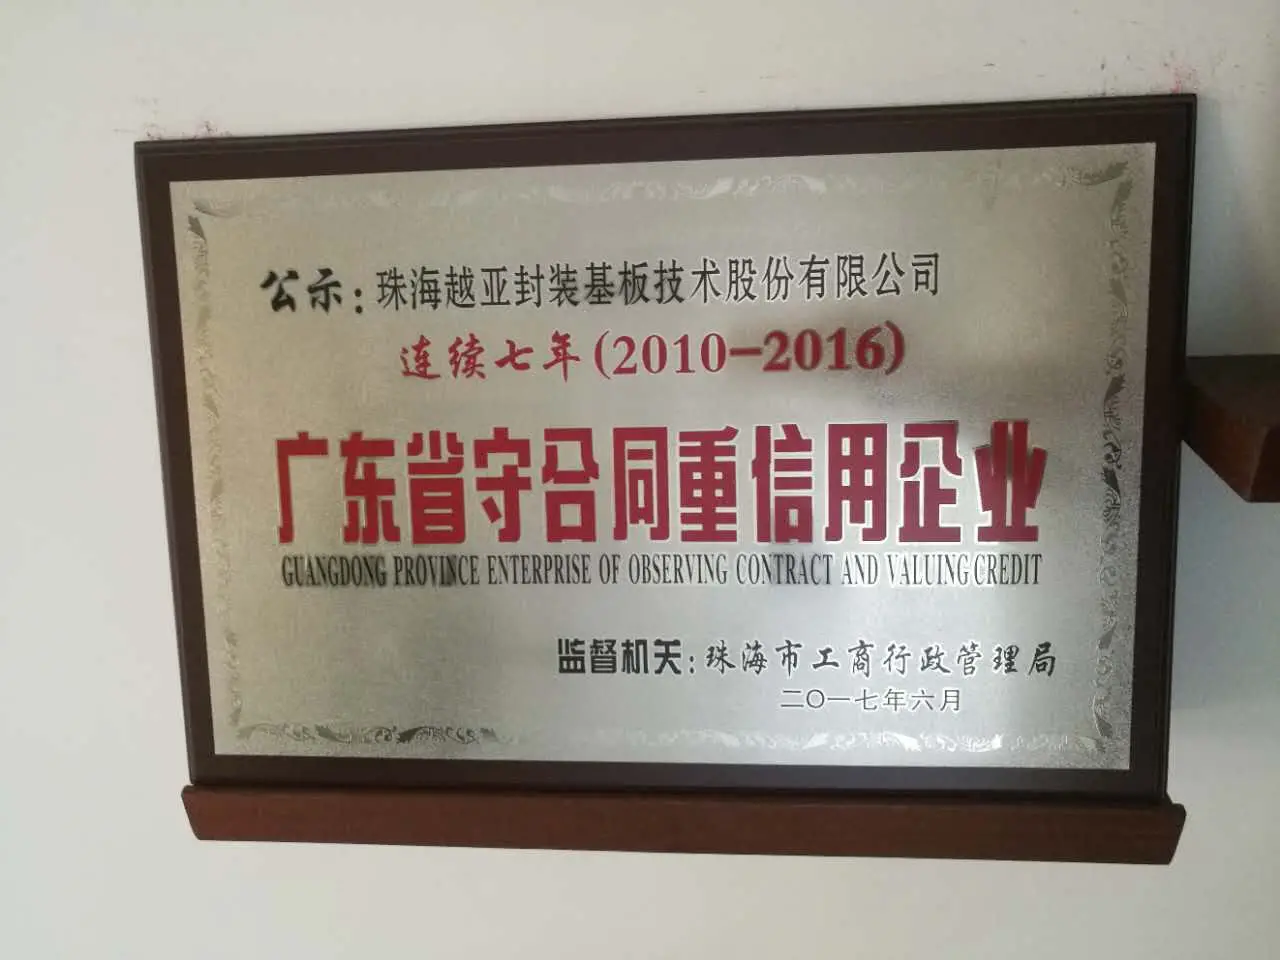 公示:珠海越亚封装基板技术股份有限公司
连续七年(2010-2016)
广东省守合同重信用企业
GUANGDONG PROVINCE ENTERPRISE OF OBSERVING CONTRACT AND VALUING CREDIT
监督机关:珠海市工商行政管理局
二〇一七年六月